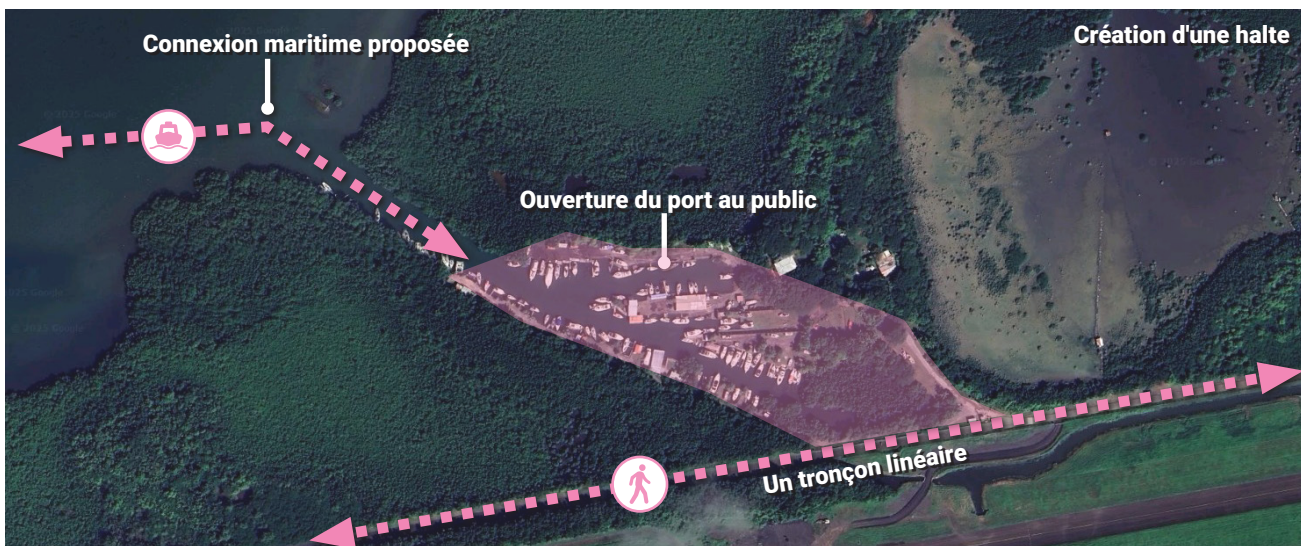 Création d'une halte
Connexion maritime proposée
Ouverture du port au public
Un tronçon linéaire